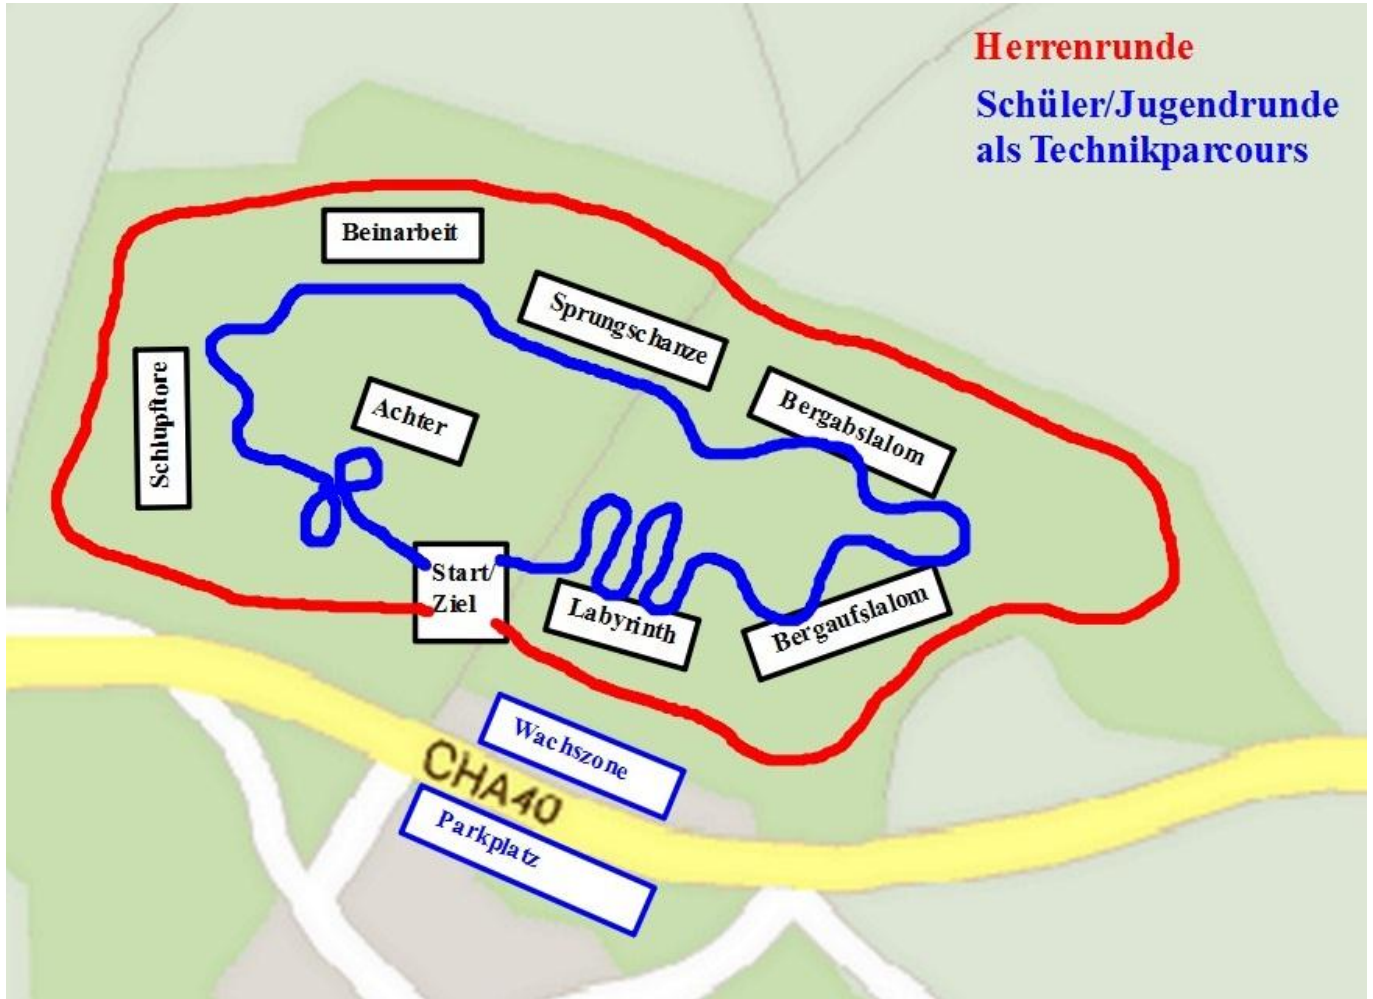 Herrenrunde
Schüler/Jugendrunde
als Technikparcours
Beinarbeit
Sprungschanze
Schlupftore
Achter
Bergabslalom
Start/
Ziel
Labyrinth
Bergaufslalom
Wachszone
CHA40
Parkplatz